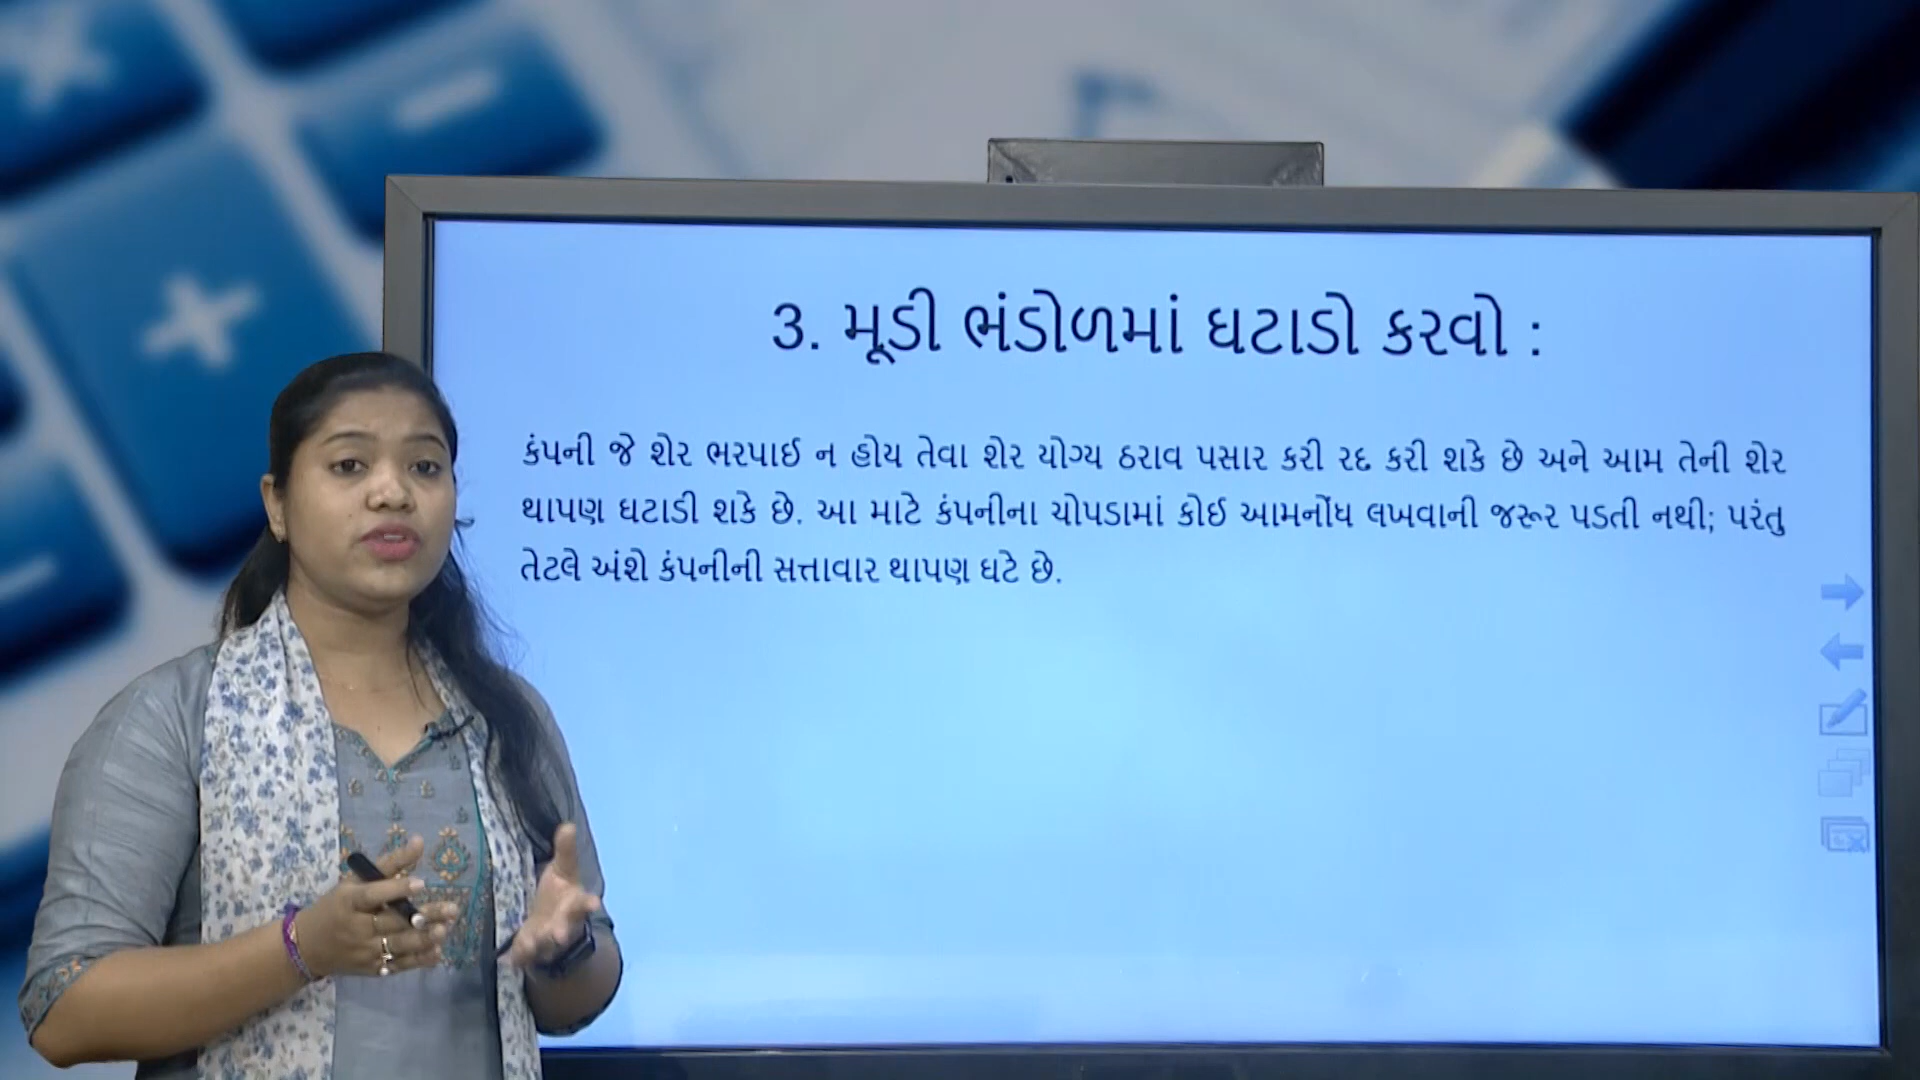 3. મૂડી ભંડોળમાં ઘટાડો કરવો :
કંપની જે શેર ભરપાઈ ન હોય તેવા શેર યોગ્ય ઠરાવ પસાર કરી રદ કરી શકે છે અને આમ તેની શેર
થાપણ ઘટાડી શકે છે. આ માટે કંપનીના ચોપડામાં કોઈ આમનોંધ લખવાની જરૂર પડતી નથી; પરંતુ
તેટલે અંશે કંપનીની સત્તાવાર થાપણ ઘટે છે.